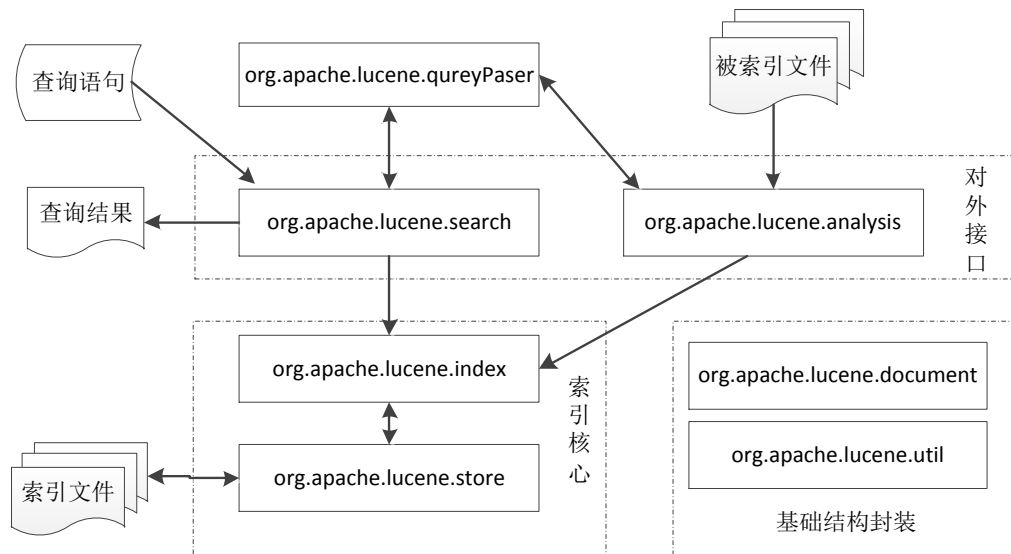 查询语句
org.apache.lucene.qureyPaser
被索引文件
查询结果
org.apache.lucene.search
org.apache.lucene.analysis
对外接口
org.apache.lucene.index
索引核心
org.apache.lucene.document
索引文件
org.apache.lucene.store
org.apache.lucene.util
基础结构封装